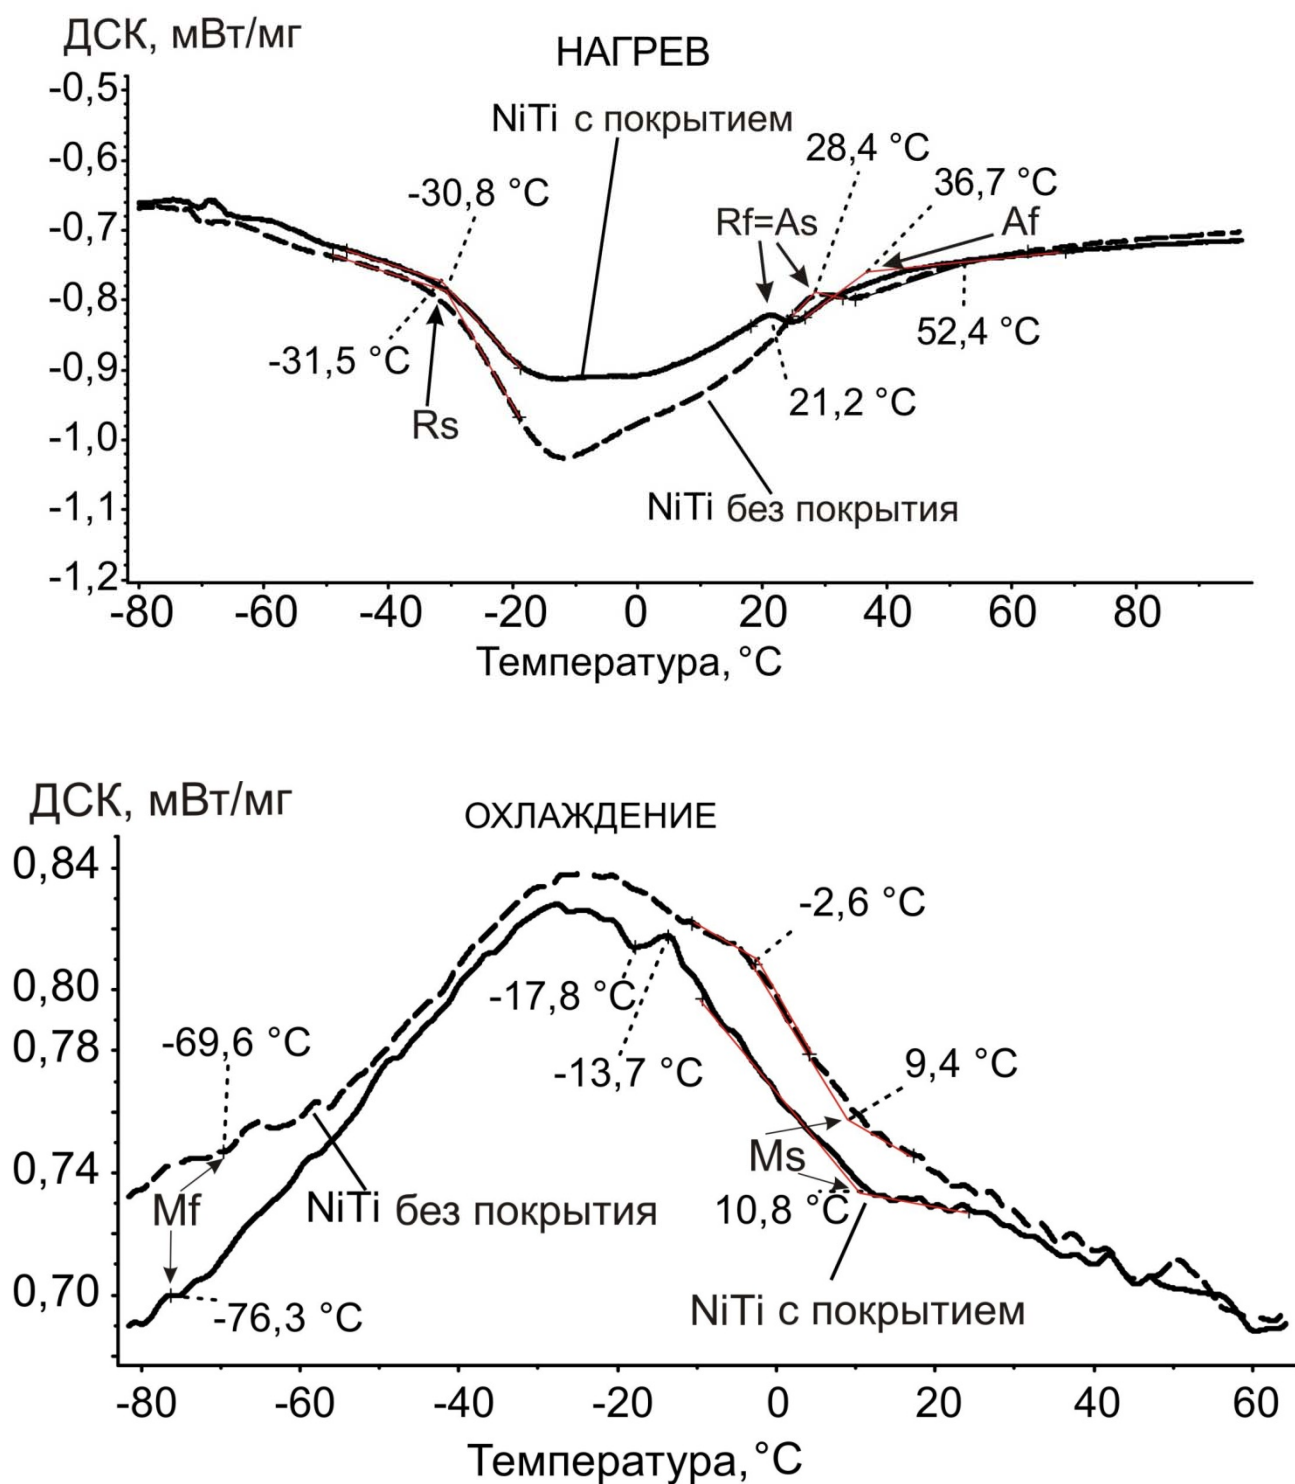 ДСК, мВт/мг
НАГРЕВ
-0,5
NiTi с покрытием
28,4 °C
-0,6
-30,8 °C
36,7 °C
-0,7
Rf=As
Af
-0,8
52,4 °C
-31,5 °C
-0,9
21,2 °C
Rs
-1,0
-1,1
NiTi без покрытия
-1,2
-80 -60 -40 -20 0 20 40 60 80
Температура, °C
ДСК, мВт/мг
ОХЛАЖДЕНИЕ
0,84
-2,6 °C
0,80
-17,8 °C
-69,6 °C
0,78
-13,7 °C
9,4 °C
0,74
Ms
Mf
NiTi без покрытия
10,8 °C
0,70
-76,3 °C
NiTi с покрытием
-80 -60 -40 -20 0 20 40 60
Температура, °C